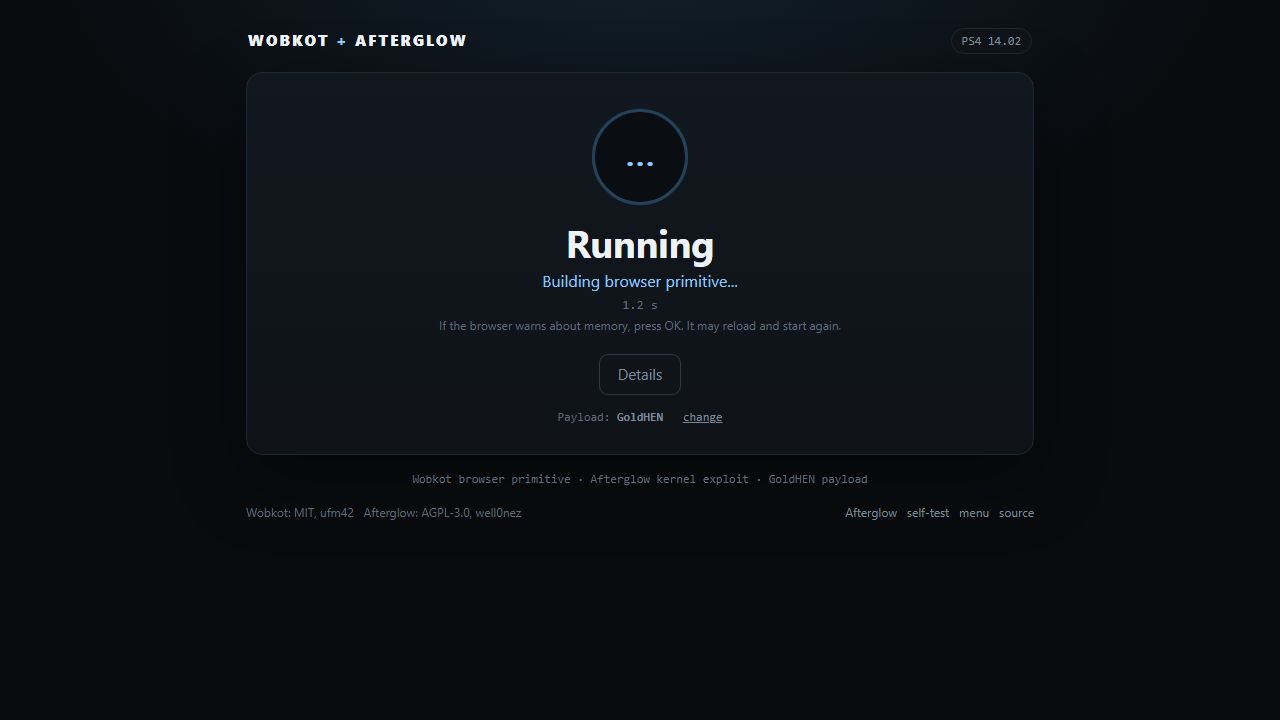 WOBKOT + AFTERGLOW
PS4 14.02
...
Running
Building browser primitive...
1.2 s
If the browser warns about memory, press OK. It may reload and start again.
Details
Payload: GoldHEN change
Wobkot browser primitive · Afterglow kernel exploit · GoldHEN payload
Wobkot: MIT, ufm42 Afterglow: AGPL-3.0, well0nez
Afterglow self-test menu source